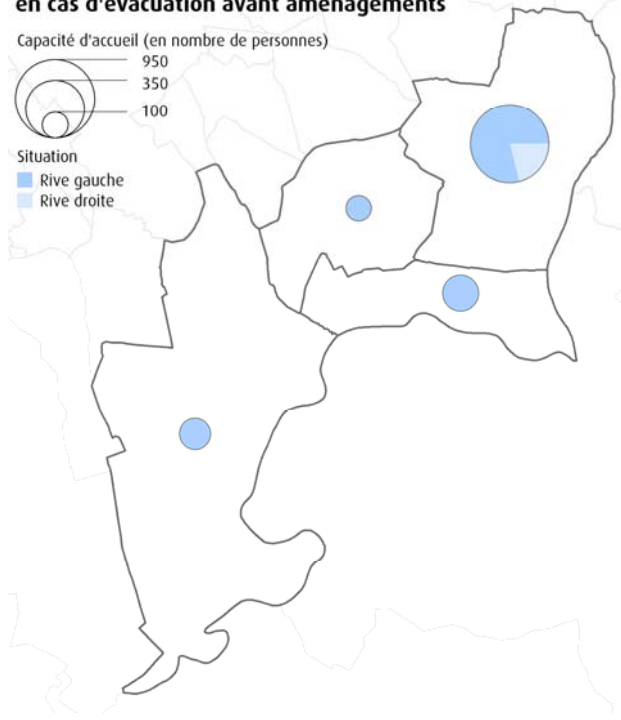 en cas d'évacuation avant aménagements
Capacité d'accueil (en nombre de personnes)
950
350
100
Situation
Rive gauche
Rive droite